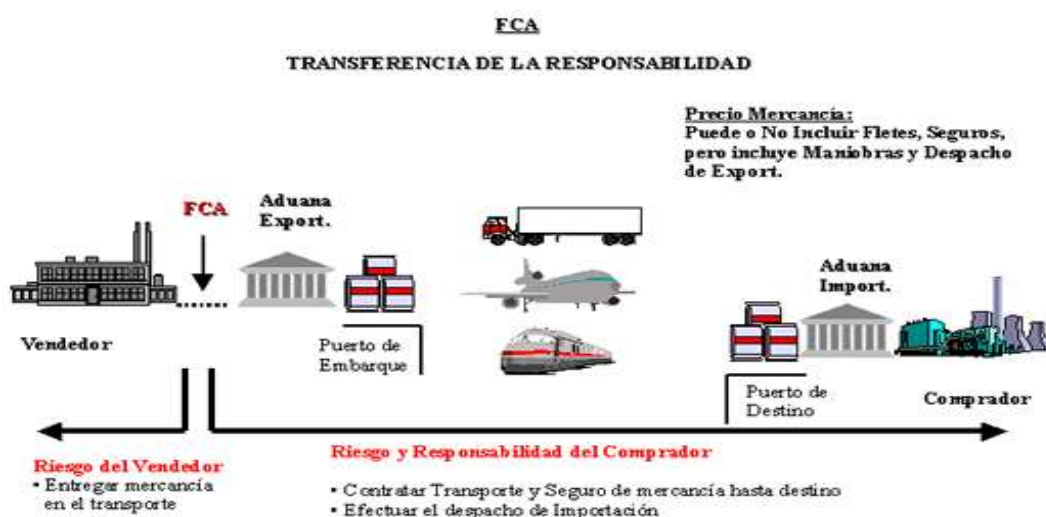 FCA
TRANSFERENCIA DE LA RESPONSABILIDAD
Precio Mercancía:
Puede o No Incluir Fletes, Seguros,
pero incluye Maniobras y Despacho
de Export.
FCA
Aduana
Export.
Aduana
Import.
Vendedor
Puerto de
Embarque
Puerto de
Destino
Comprador
Riesgo del Vendedor
• Entregar mercancía
en el transporte
Riesgo y Responsabilidad del Comprador
• Contratar Transporte y Seguro de mercancía hasta destino
• Efectuar el despacho de Importación